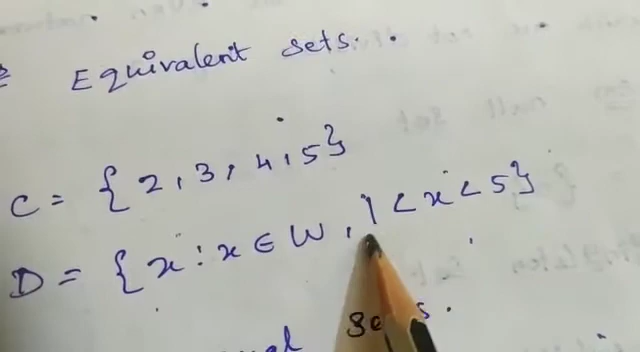 Equivalent sets.
C = {2, 3, 4, 5}
D = {x : x ∈ W, 1 < x < 5}